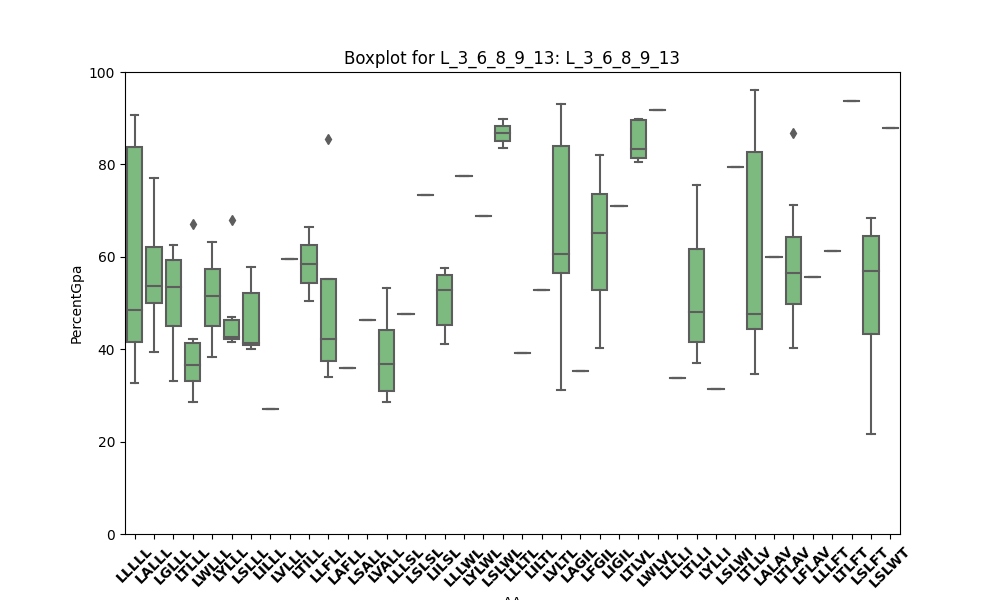 Boxplot for L_3_6_8_9_13: L_3_6_8_9_13
PercentGpa
100
80
60
40
20
0
LLLLL LALLL LGLLL LTLLL LWLLL LYLLL LSLLL LILLL LVLLL LTILL LLFLL LAFLL LSALL LVALL LLLSL LSLSL LILSL LLLWL LYLWL LSLWL LLLTL LILTL LVLTL LAGIL LFGIL LIGIL LTLVL LWLVL LLLLI LTLLI LYLLI LSLWI LTLLV LALAV LTLAV LFLAV LLLFT LTLFT LSLFT LSLWT